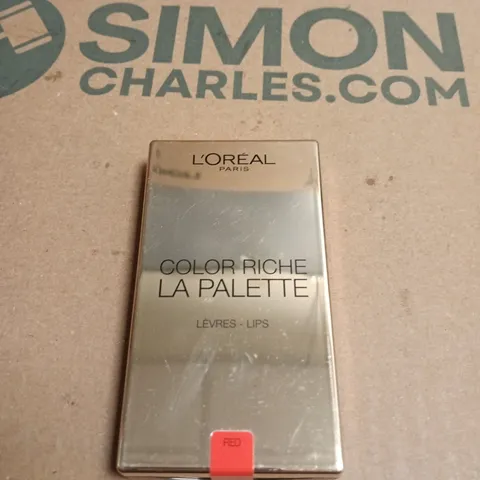 SIMON
CHARLES.COM
L'ORÉAL
PARIS
COLOR RICHE
LA PALETTE
LÈVRES - LIPS
RED